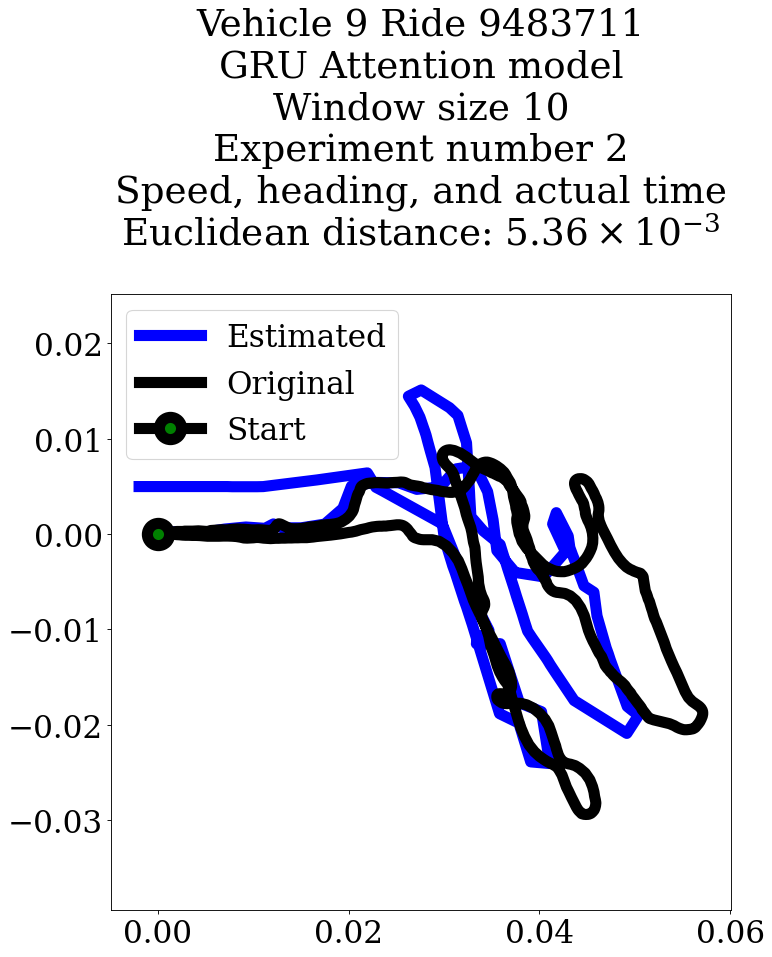 Vehicle 9 Ride 9483711
GRU Attention model
Window size 10
Experiment number 2
Speed, heading, and actual time
Euclidean distance: 5.36 × 10⁻³
Estimated
Original
Start
0.02
0.01
0.00
−0.01
−0.02
−0.03
0.00 0.02 0.04 0.06